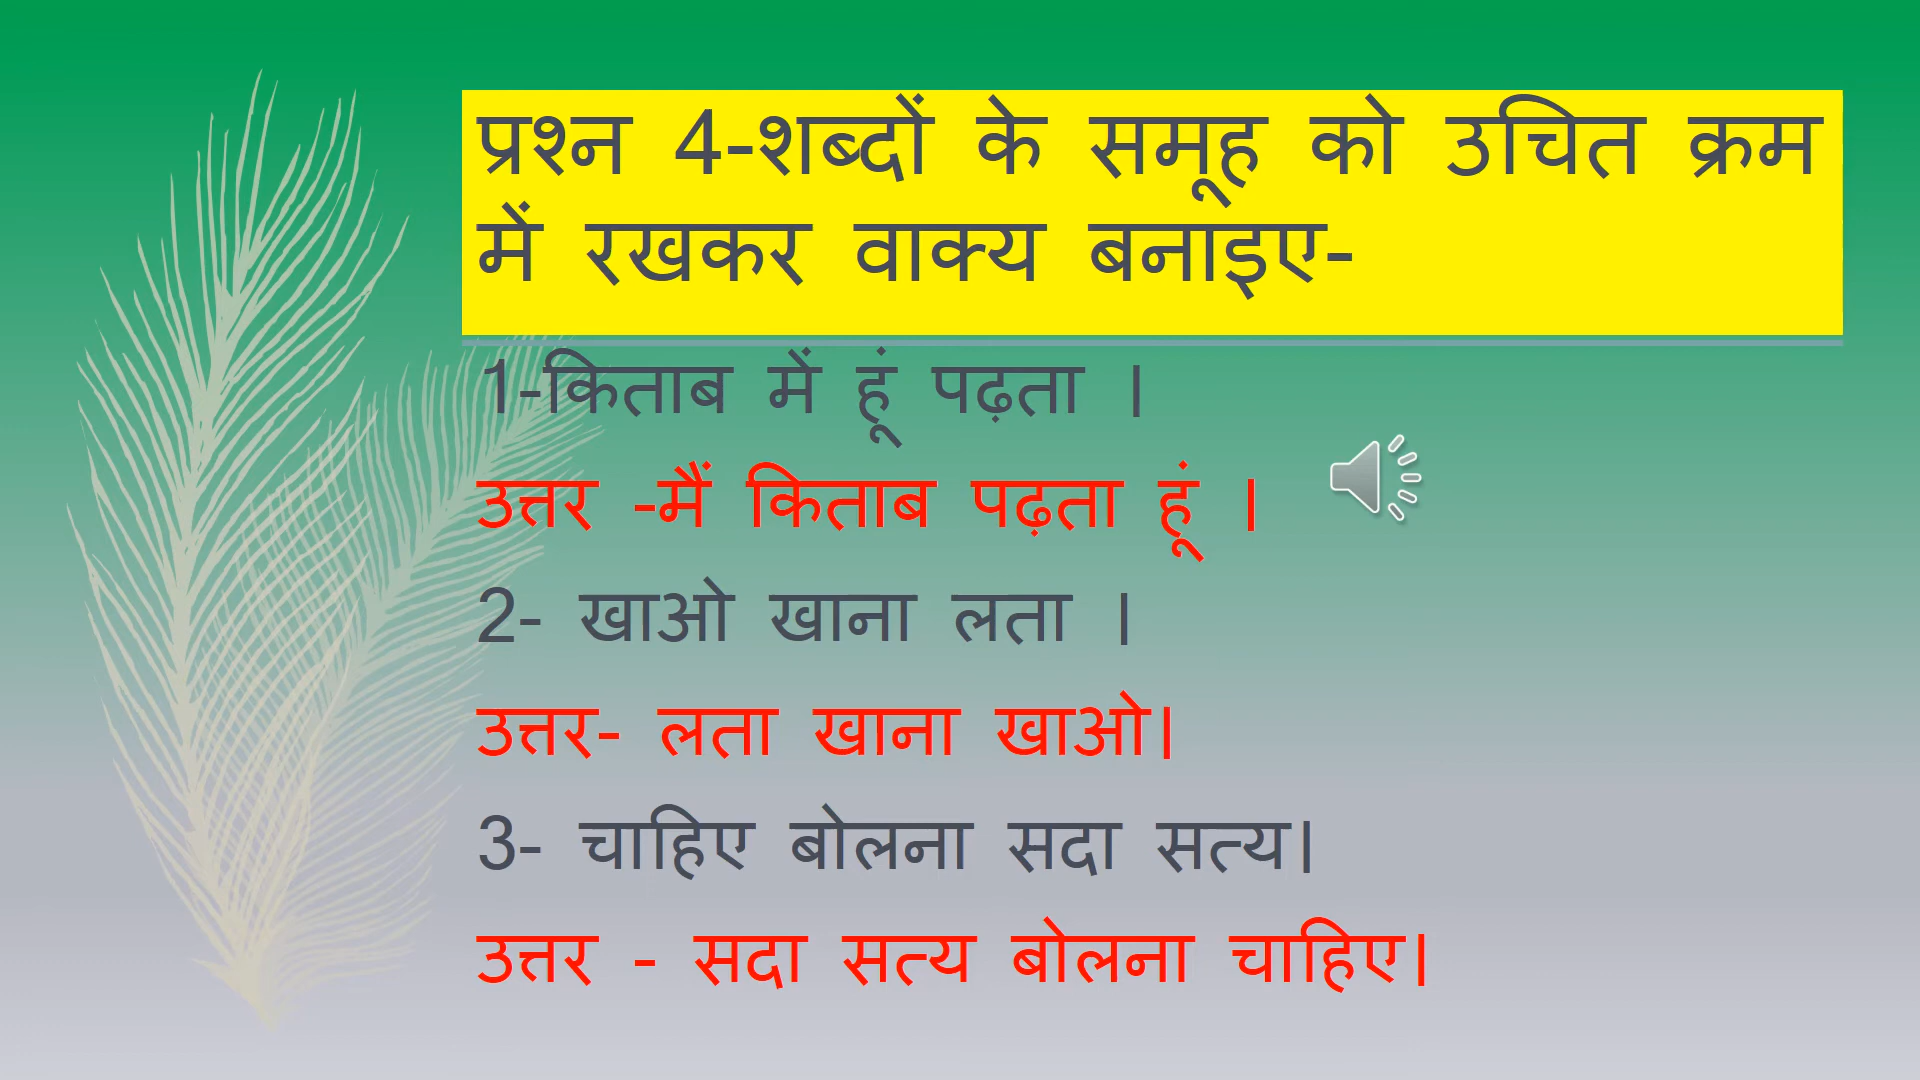 प्रश्न 4-शब्दों के समूह को उचित क्रम
में रखकर वाक्य बनाइए-
1-किताब में हूं पढ़ता ।
उत्तर -मैं किताब पढ़ता हूं ।
2- खाओ खाना लता ।
उत्तर- लता खाना खाओ।
3- चाहिए बोलना सदा सत्य।
उत्तर - सदा सत्य बोलना चाहिए।